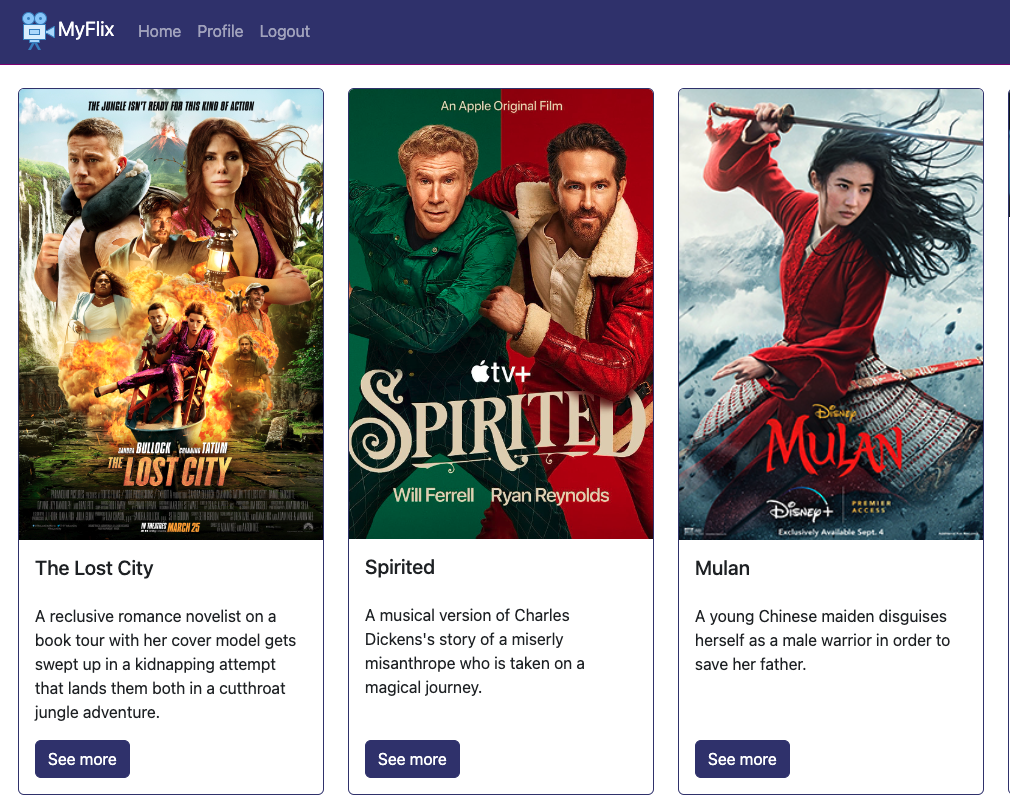 MyFlix
Home Profile Logout
THE JUNGLE ISN'T READY FOR THIS KIND OF ACTION
SANDRA BULLOCK CHANNING TATUM
THE LOST CITY
IN THEATRES MARCH 25
The Lost City
A reclusive romance novelist on a
book tour with her cover model gets
swept up in a kidnapping attempt
that lands them both in a cutthroat
jungle adventure.
See more
An Apple Original Film
tv+
SPIRITED
Will Ferrell Ryan Reynolds
Spirited
A musical version of Charles
Dickens's story of a miserly
misanthrope who is taken on a
magical journey.
See more
Disney
MULAN
Disney+ PREMIER
ACCESS
Exclusively Available Sept. 4
Mulan
A young Chinese maiden disguises
herself as a male warrior in order to
save her father.
See more